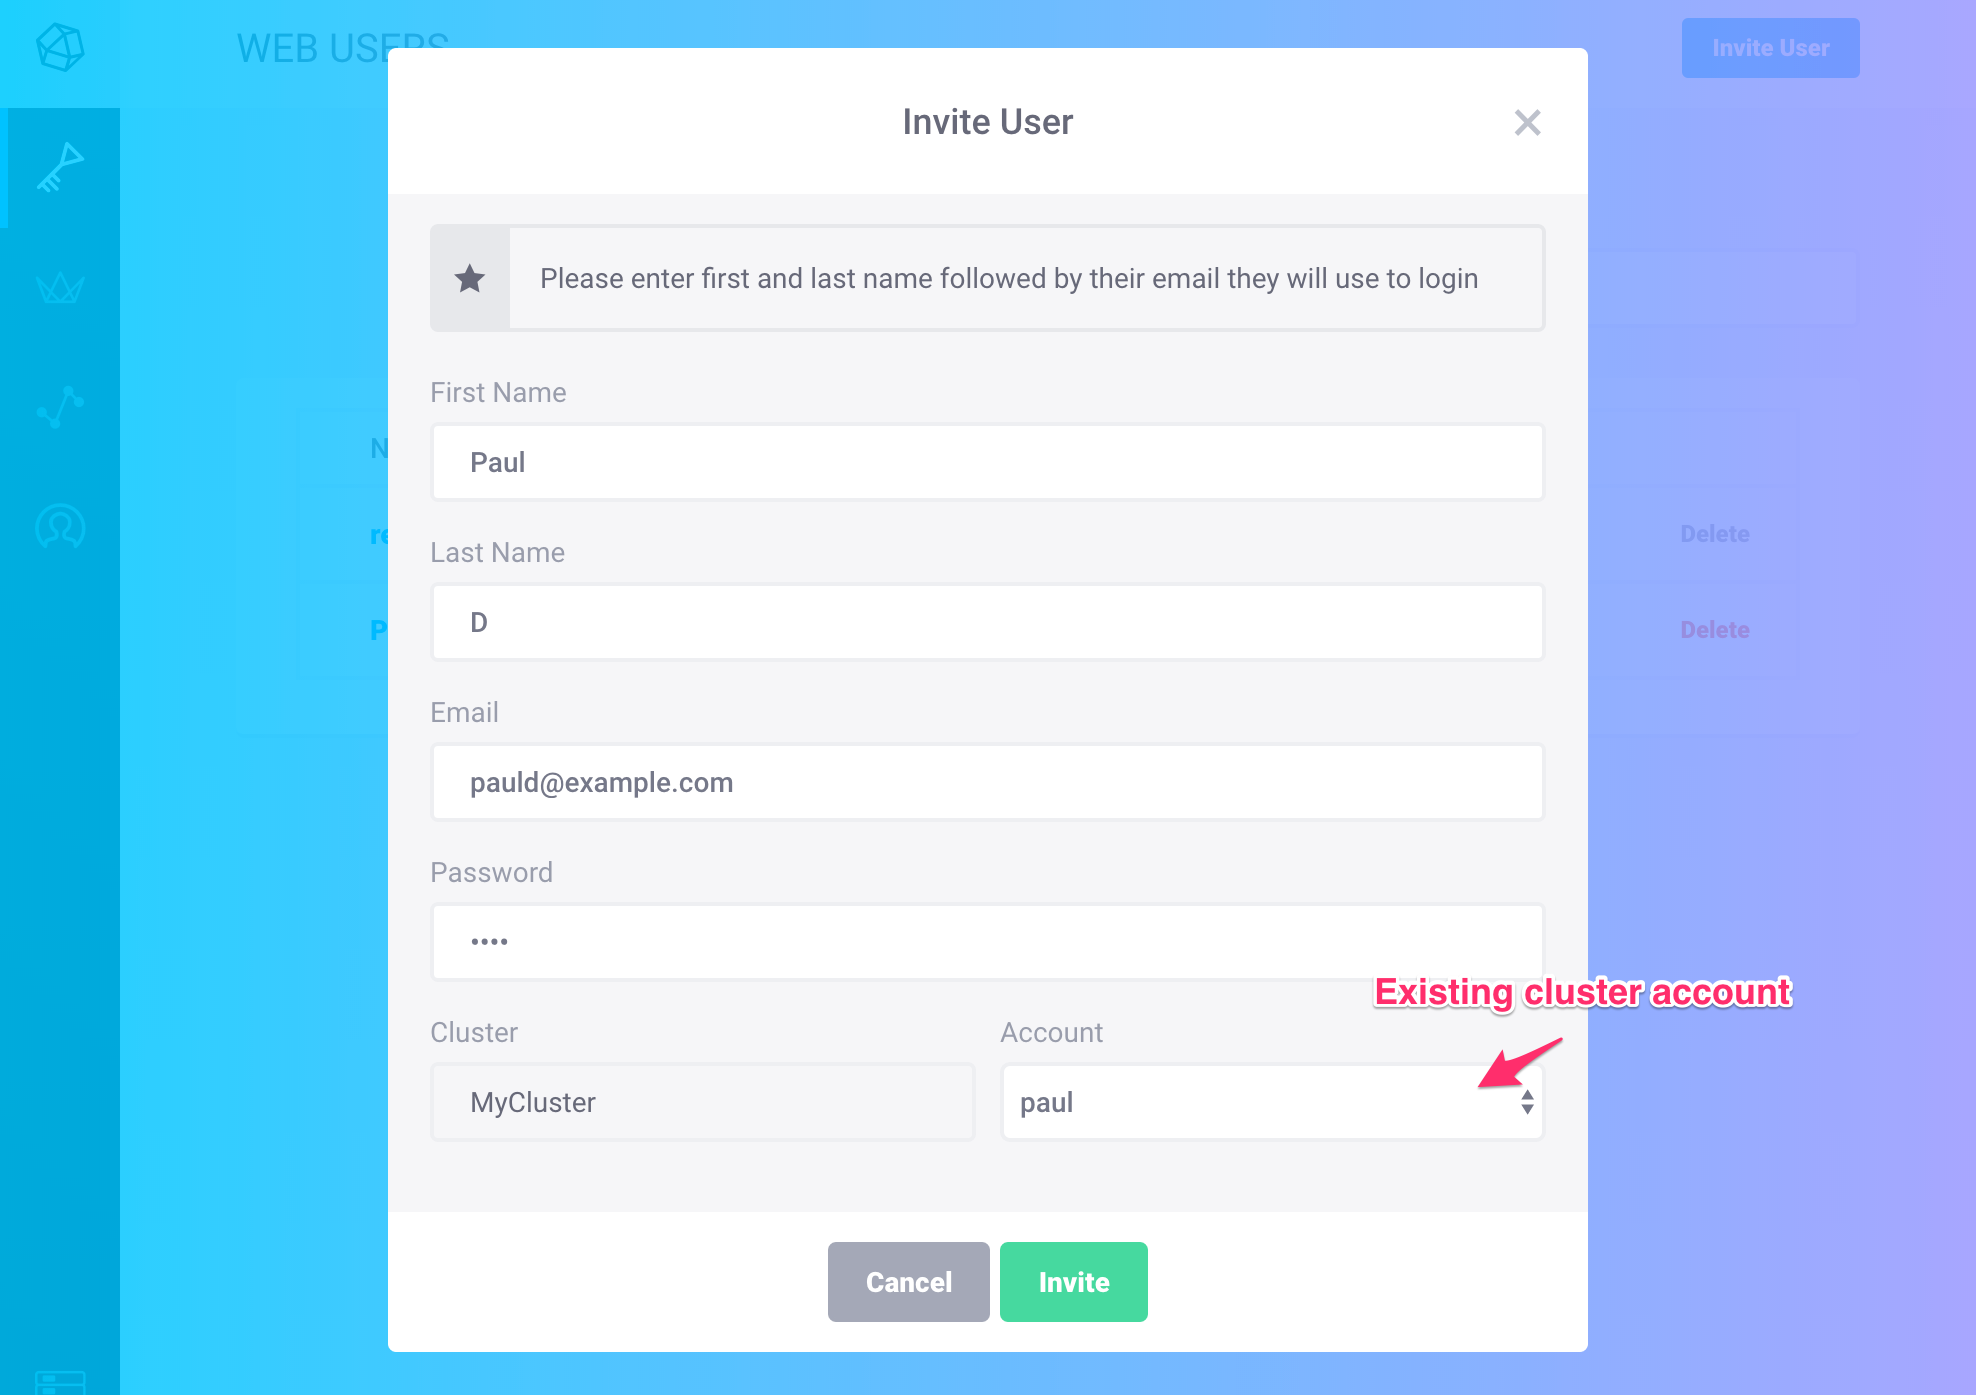 WEB USERS
Invite User
Invite User
Please enter first and last name followed by their email they will use to login
First Name
Paul
Last Name
D
Delete
Delete
Email
pauld@example.com
Password
••••
Existing cluster account
Cluster
Account
MyCluster
paul
Cancel
Invite